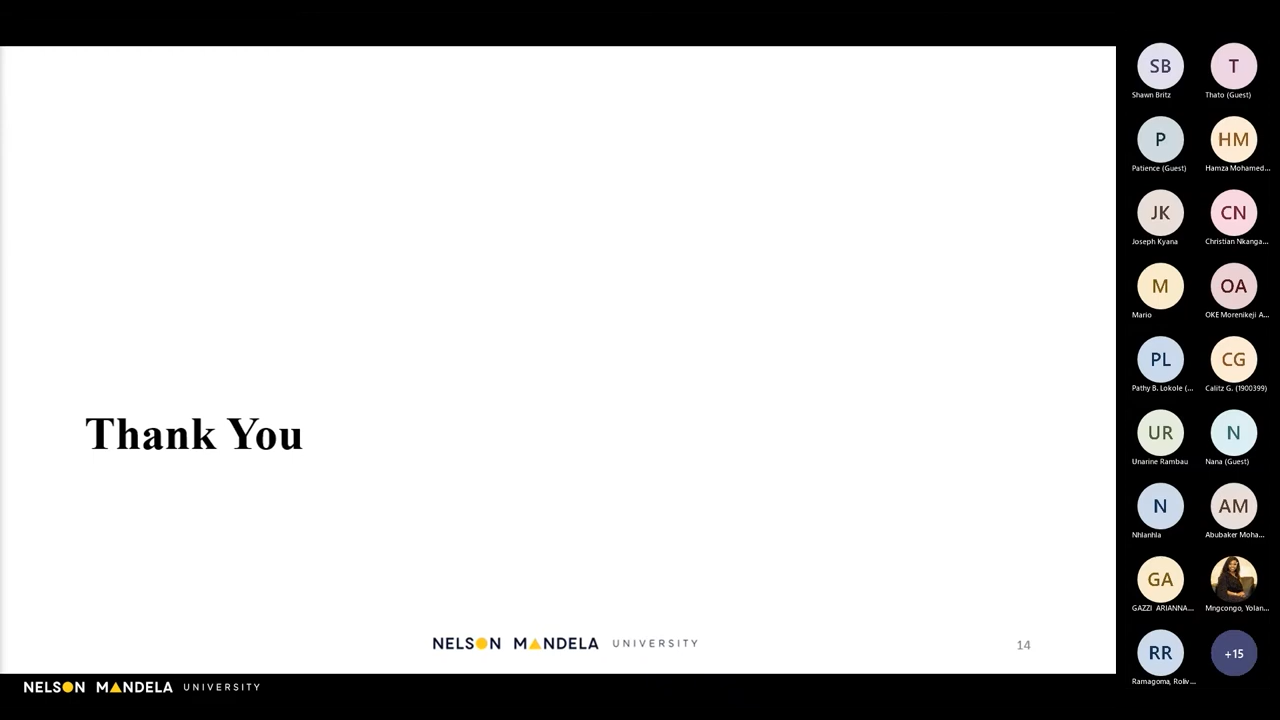 Thank You
NELSON MANDELA UNIVERSITY
14
NELSON MANDELA UNIVERSITY
SB T
Shawn Britz Thato (Guest)
P HM
Patience (Guest) Hamza Mohamed...
JK CN
Joseph Kyana Christian Nkanga...
M OA
Mario OKE Morenikeji A...
PL CG
Pathy B. Lokole (... Calitz G. (1900399)
UR N
Unarine Rambau Nana (Guest)
N AM
Nhlanhla Abubaker Moha...
GA
GAZZI ARIANNA... Mngcongo, Yolan...
RR +15
Ramagoma, Roliv...